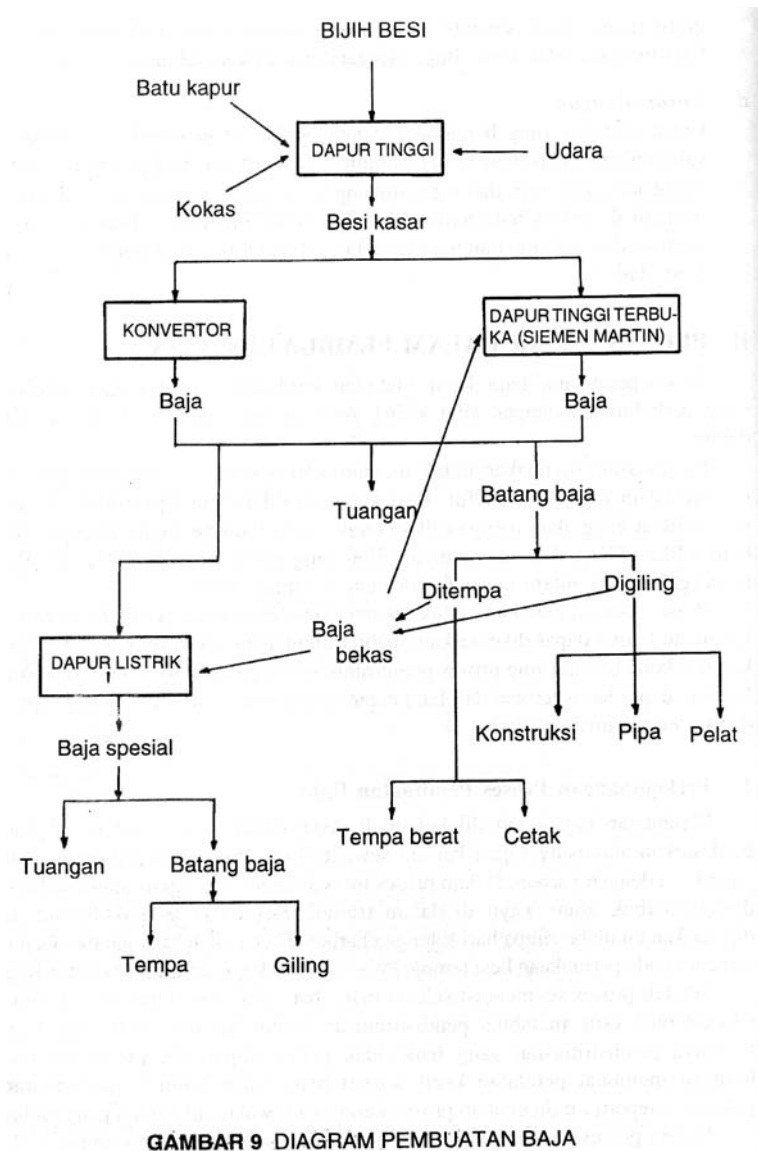 BIJIH BESI
Batu kapur
DAPUR TINGGI
Udara
Kokas
Besi kasar
KONVERTOR
DAPUR TINGGI TERBU-
KA (SIEMEN MARTIN)
Baja
Baja
Tuangan
Batang baja
Ditempa
Digiling
Baja
bekas
DAPUR LISTRIK
Konstruksi
Pipa
Pelat
Baja spesial
Tempa berat
Cetak
Tuangan
Batang baja
Tempa
Giling
GAMBAR 9 DIAGRAM PEMBUATAN BAJA